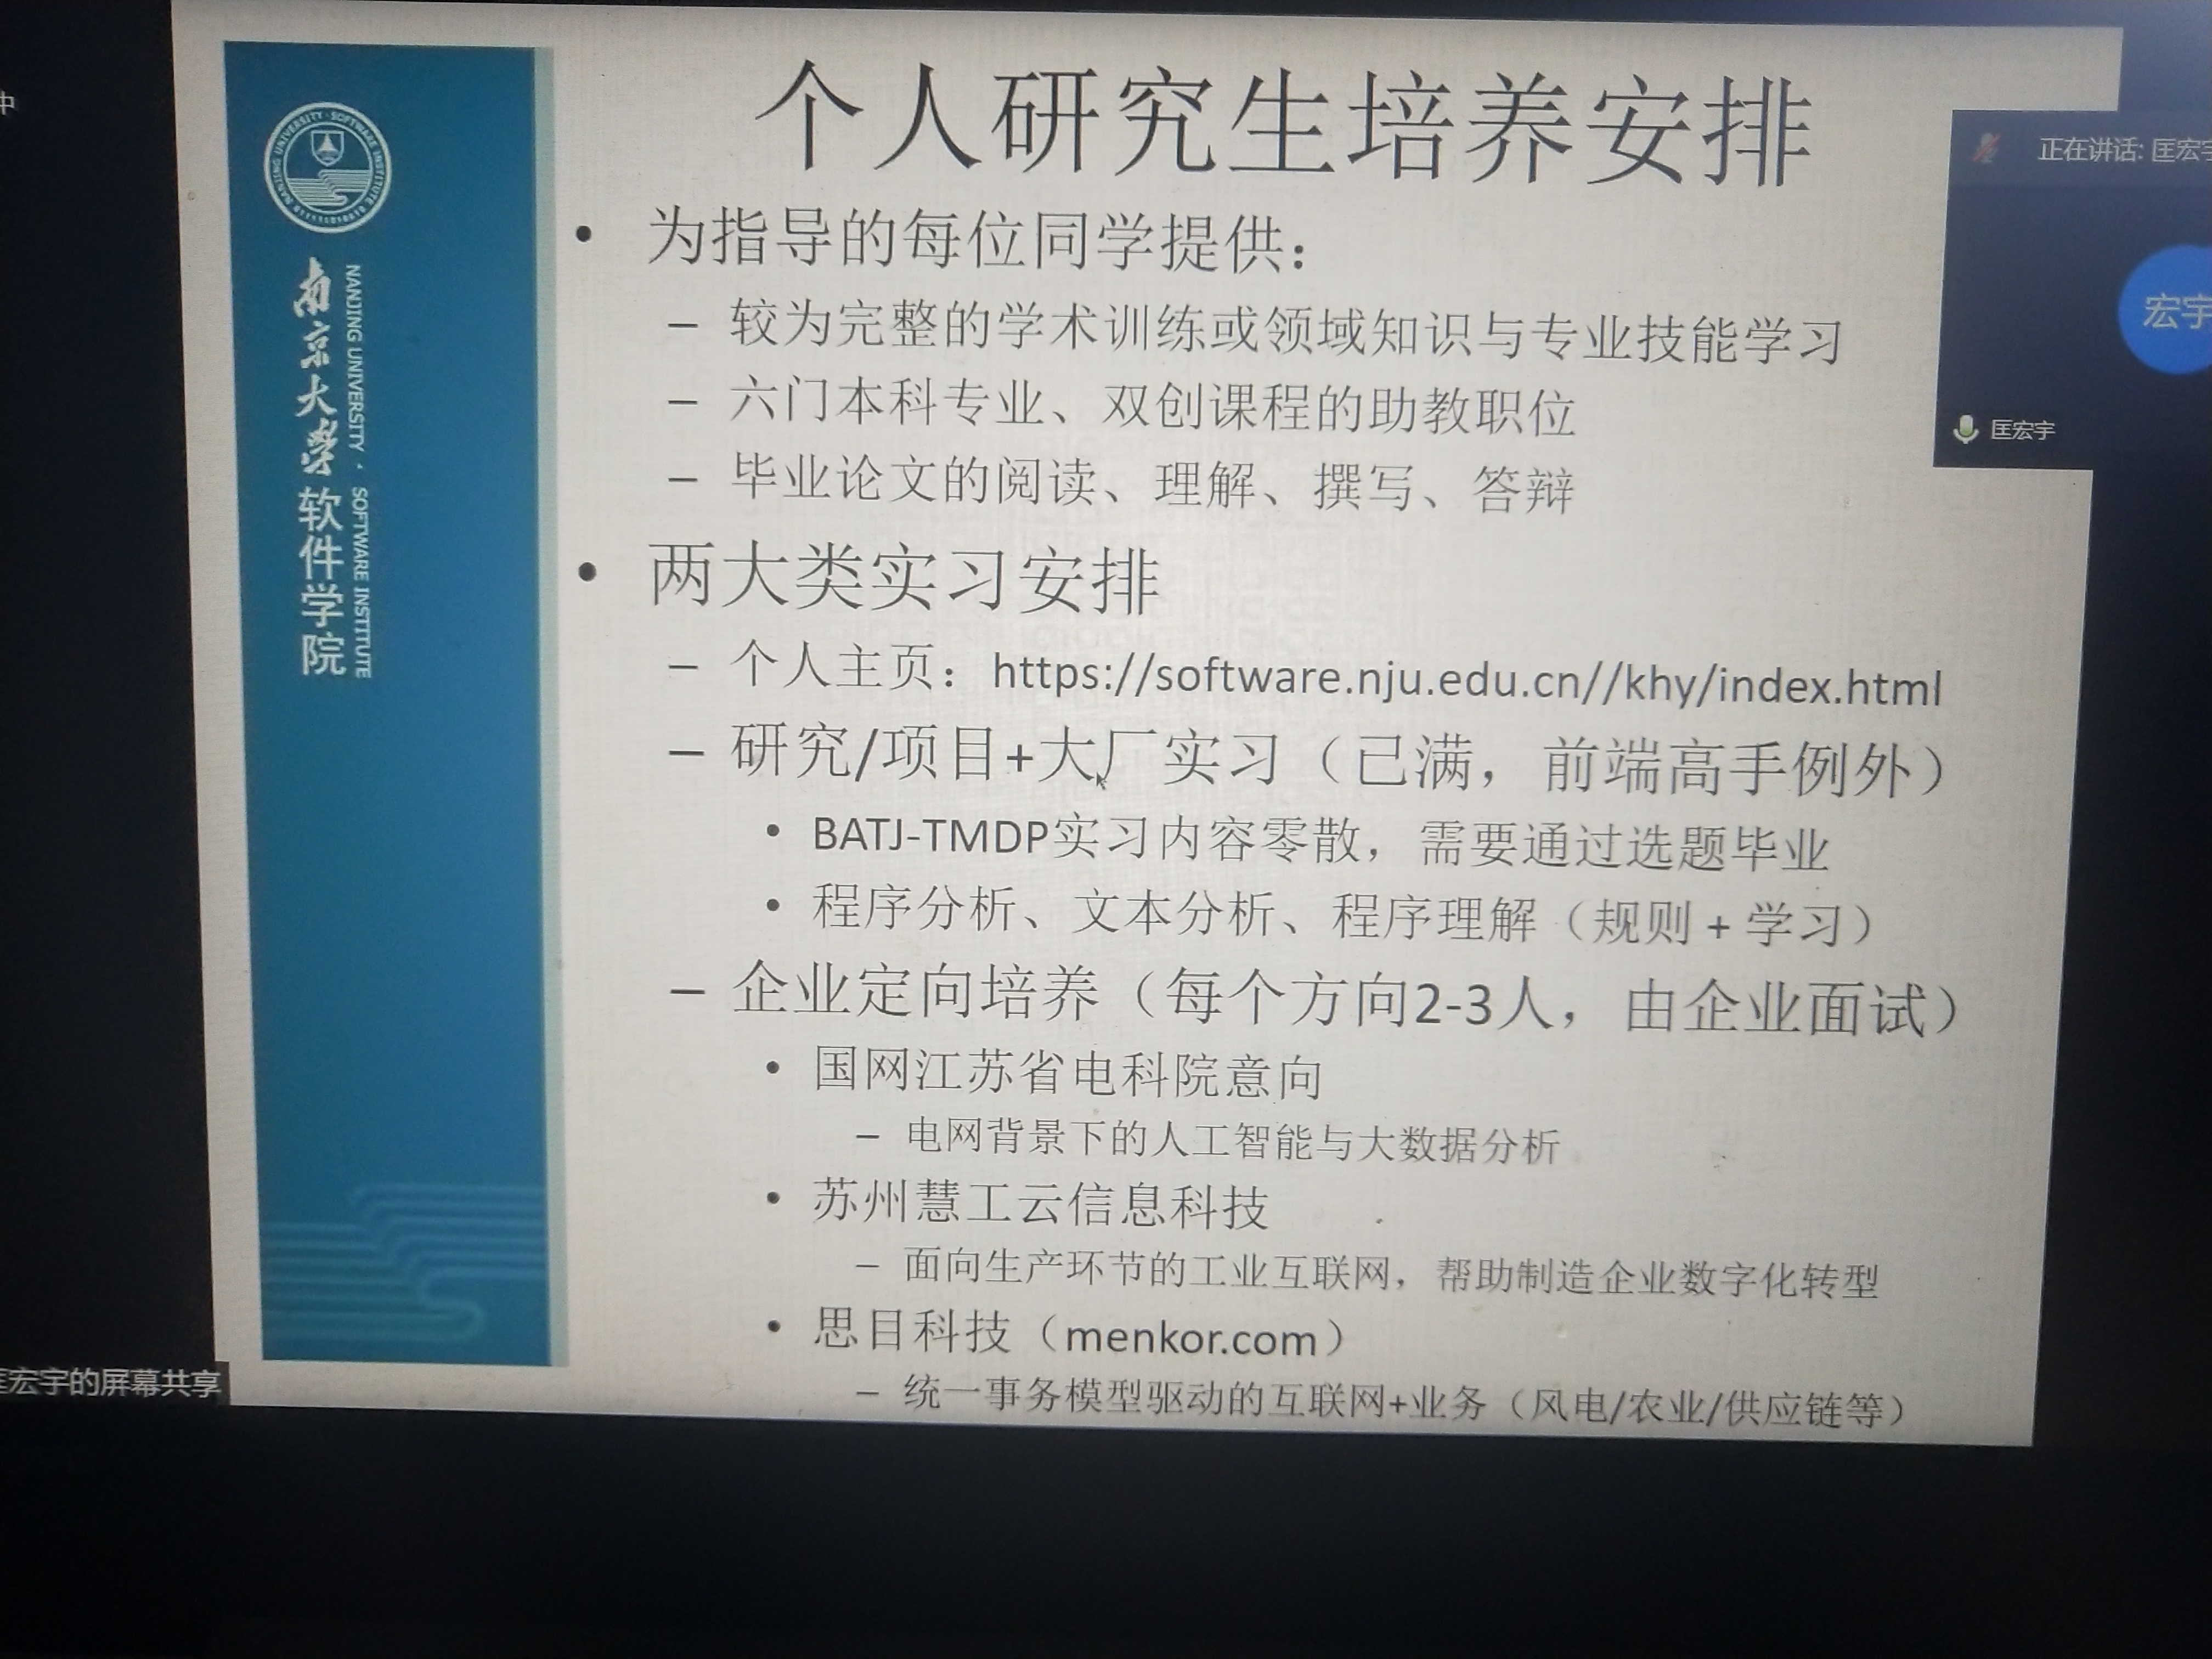 中
个人研究生培养安排
正在讲话: 匡宏宇
宏宇
匡宏宇
NANJING UNIVERSITY · SOFTWARE INSTITUTE
南京大学软件学院
NANJING UNIVERSITY · SOFTWARE INSTITUTE
• 为指导的每位同学提供：
– 较为完整的学术训练或领域知识与专业技能学习
– 六门本科专业、双创课程的助教职位
– 毕业论文的阅读、理解、撰写、答辩
• 两大类实习安排
– 个人主页：https://software.nju.edu.cn//khy/index.html
– 研究/项目+大厂实习（已满，前端高手例外）
• BATJ-TMDP实习内容零散，需要通过选题毕业
• 程序分析、文本分析、程序理解（规则 + 学习）
– 企业定向培养（每个方向2-3人，由企业面试）
• 国网江苏省电科院意向
– 电网背景下的人工智能与大数据分析
• 苏州慧工云信息科技
– 面向生产环节的工业互联网，帮助制造企业数字化转型
• 思目科技（menkor.com）
– 统一事务模型驱动的互联网+业务（风电/农业/供应链等）
匡宏宇的屏幕共享